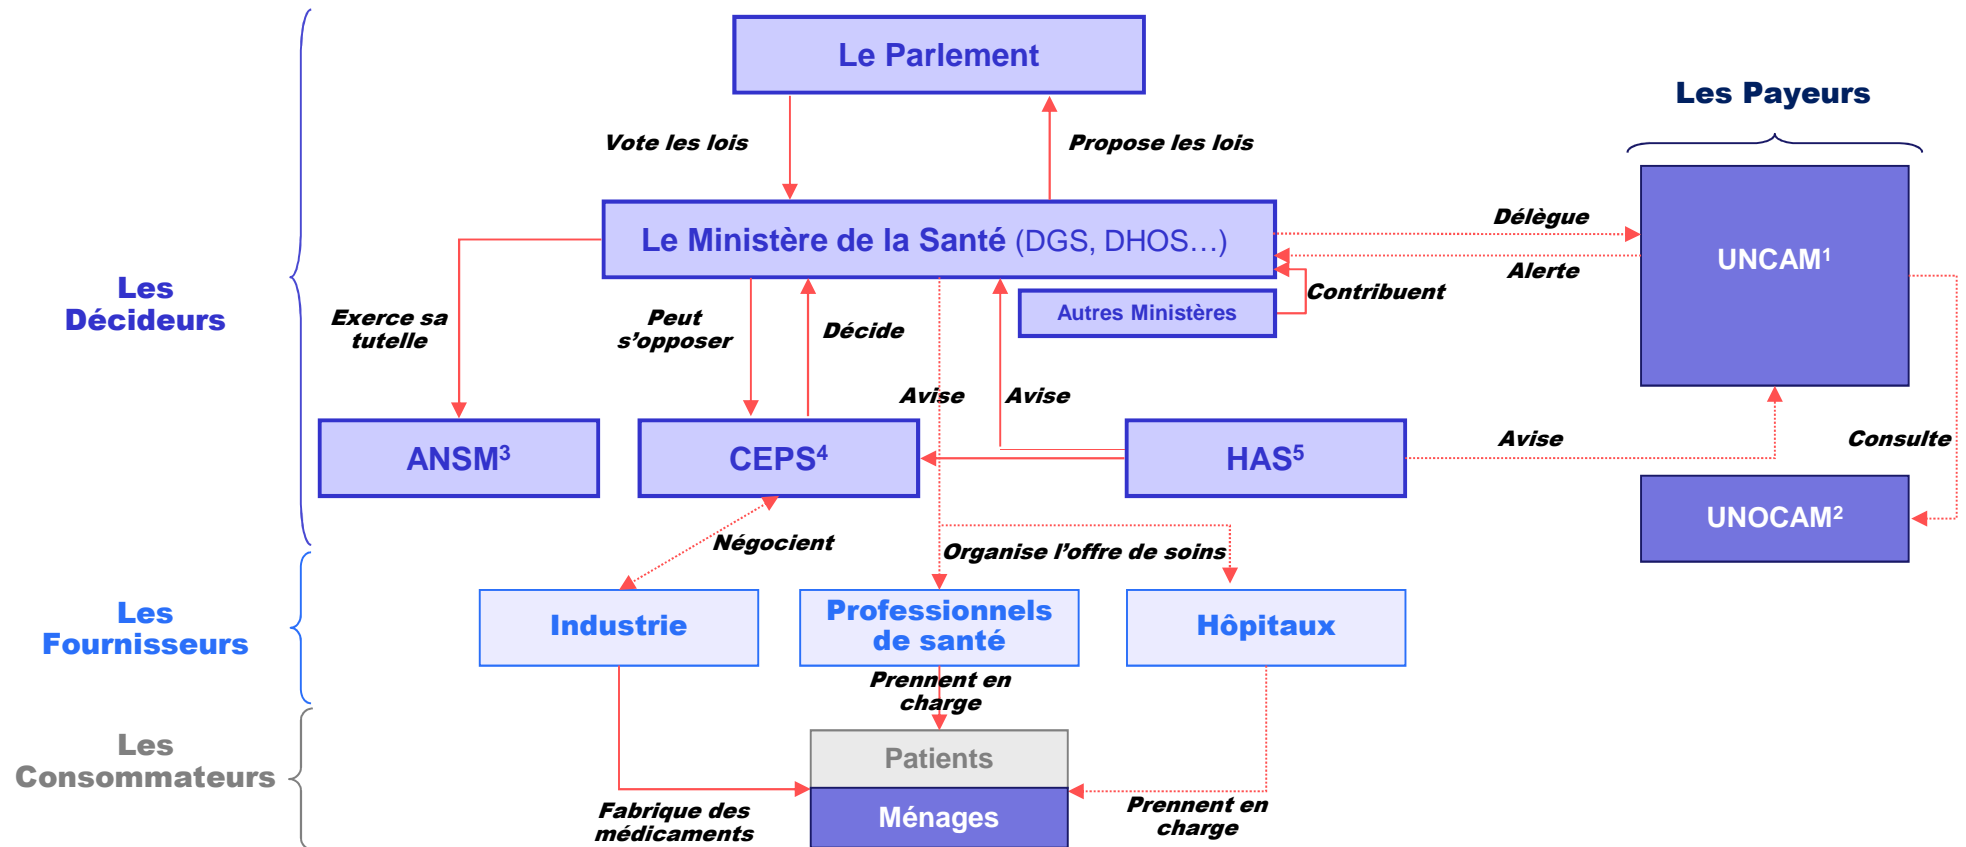 Le Parlement
Les Payeurs
Vote les lois
Propose les lois
Le Ministère de la Santé (DGS, DHOS…)
Délègue
Alerte
UNCAM¹
Autres Ministères
Contribuent
Les
Décideurs
Exerce sa
tutelle
Peut
s’opposer
Décide
Avise
Avise
ANSM³
CEPS⁴
HAS⁵
Avise
Consulte
UNOCAM²
Négocient
Organise l’offre de soins
Les
Fournisseurs
Industrie
Professionnels
de santé
Hôpitaux
Prennent en
charge
Les
Consommateurs
Patients
Ménages
Fabrique des
médicaments
Prennent en
charge